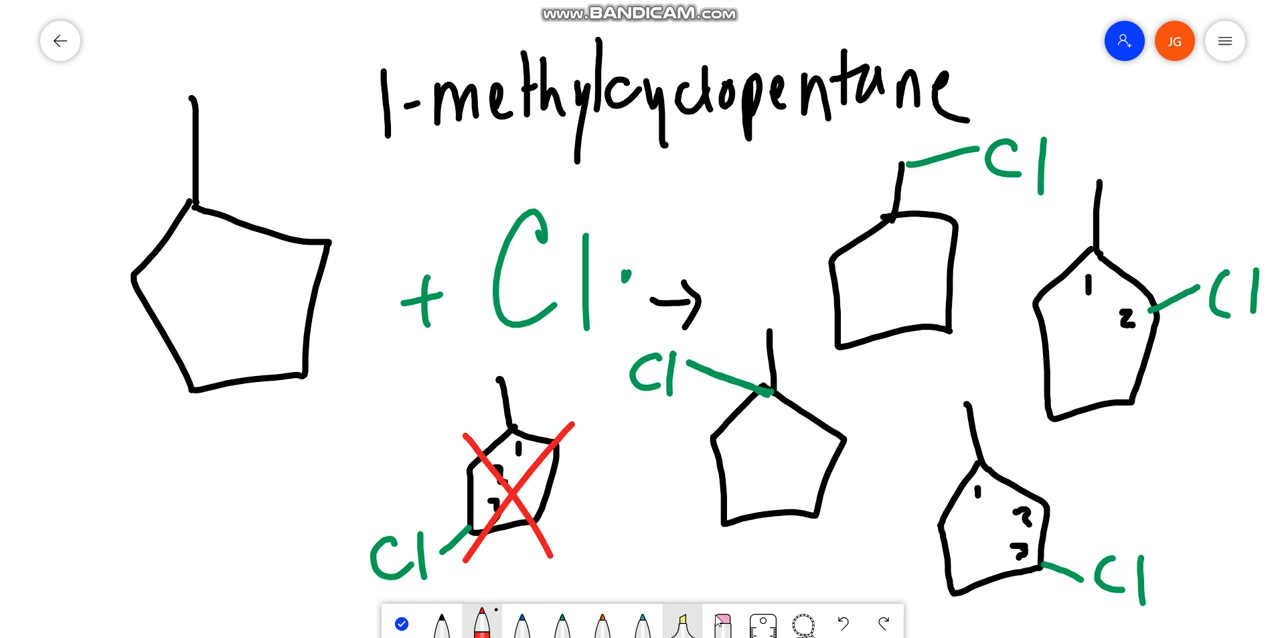 www.BANDICAM.com
JG
1-methylcyclopentane
Cl
+ Cl· →
1
2
Cl
Cl
1
2
3
Cl
1
2
3
Cl